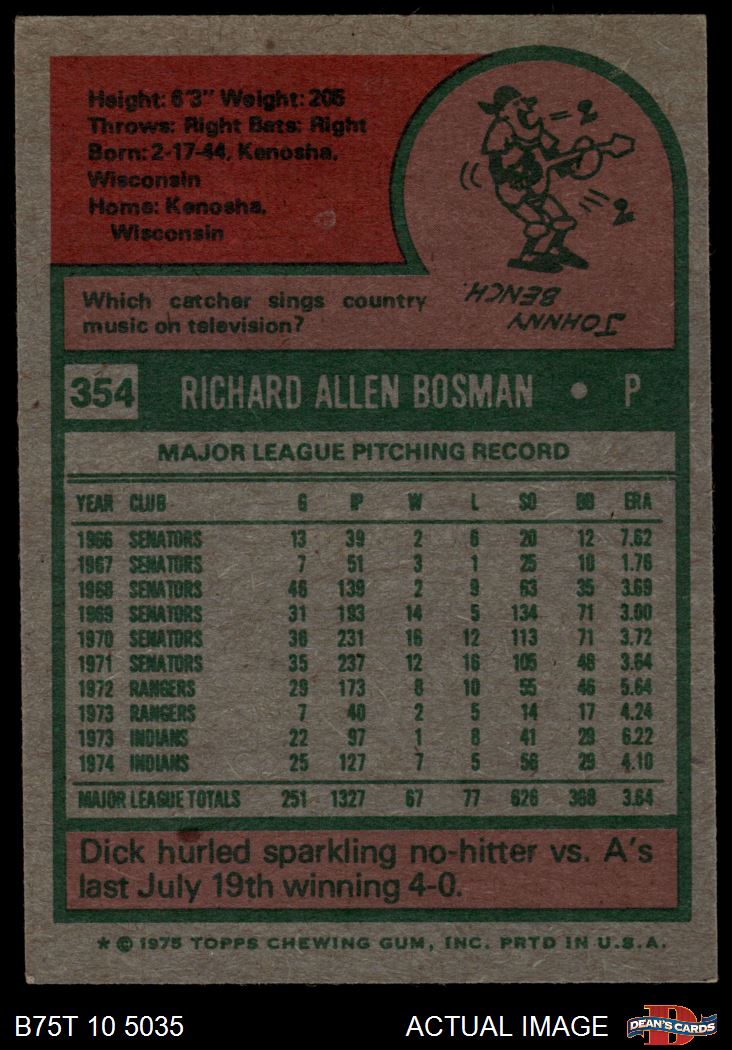 Height: 6'3" Weight: 205
Throws: Right Bats: Right
Born: 2-17-44, Kenosha,
Wisconsin
Home: Kenosha,
Wisconsin
Which catcher sings country
music on television?
JOHNNY
BENCH.
354 RICHARD ALLEN BOSMAN • P
MAJOR LEAGUE PITCHING RECORD
YEAR CLUB G IP W L SO BB ERA
1966 SENATORS 13 39 2 6 20 12 7.62
1967 SENATORS 7 51 3 1 25 10 1.76
1968 SENATORS 46 139 2 9 63 35 3.69
1969 SENATORS 31 193 14 5 134 71 3.00
1970 SENATORS 36 231 16 12 113 71 3.72
1971 SENATORS 35 237 12 16 105 48 3.64
1972 RANGERS 29 173 8 10 55 46 5.64
1973 RANGERS 7 40 2 5 14 17 4.24
1973 INDIANS 22 97 1 8 41 29 6.22
1974 INDIANS 25 127 7 5 56 29 4.10
MAJOR LEAGUE TOTALS 251 1327 67 77 626 368 3.64
Dick hurled sparkling no-hitter vs. A's
last July 19th winning 4-0.
* © 1975 TOPPS CHEWING GUM, INC. PRTD IN U.S.A.
B75T 10 5035 ACTUAL IMAGE DEAN'S CARDS